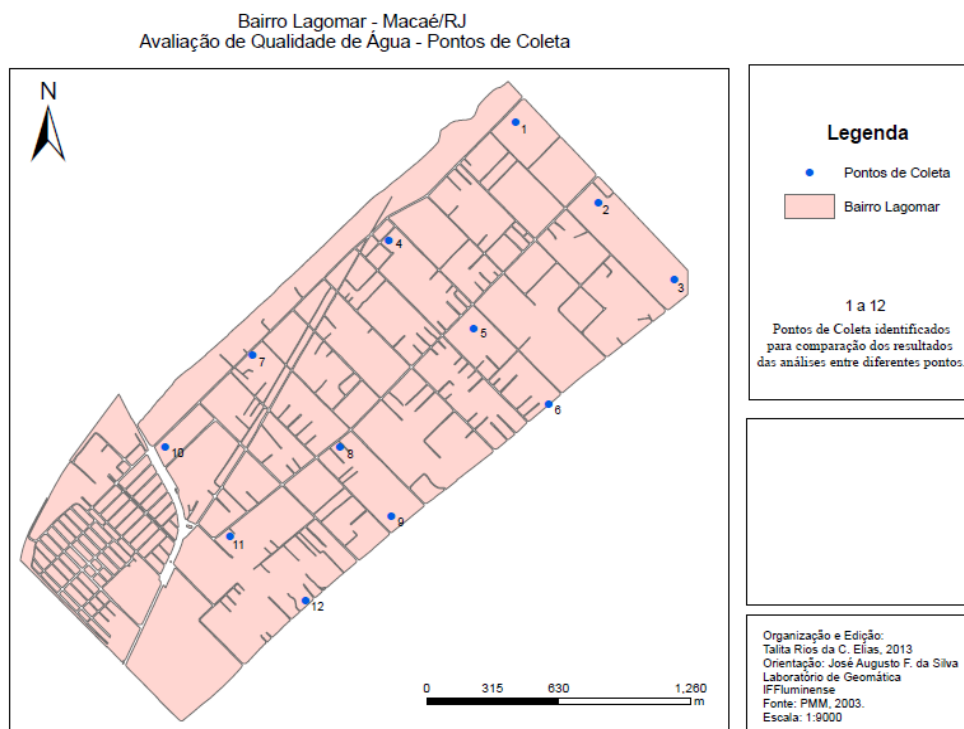 Bairro Lagomar - Macaé/RJ
Avaliação de Qualidade de Água - Pontos de Coleta
N
1
2
3
4
5
6
7
8
9
10
11
12
0 315 630 1,260
m
Legenda
Pontos de Coleta
Bairro Lagomar
1 a 12
Pontos de Coleta identificados
para comparação dos resultados
das análises entre diferentes pontos.
Organização e Edição:
Talita Rios da C. Elias, 2013
Orientação: José Augusto F. da Silva
Laboratório de Geomática
IFFluminense
Fonte: PMM, 2003.
Escala: 1:9000